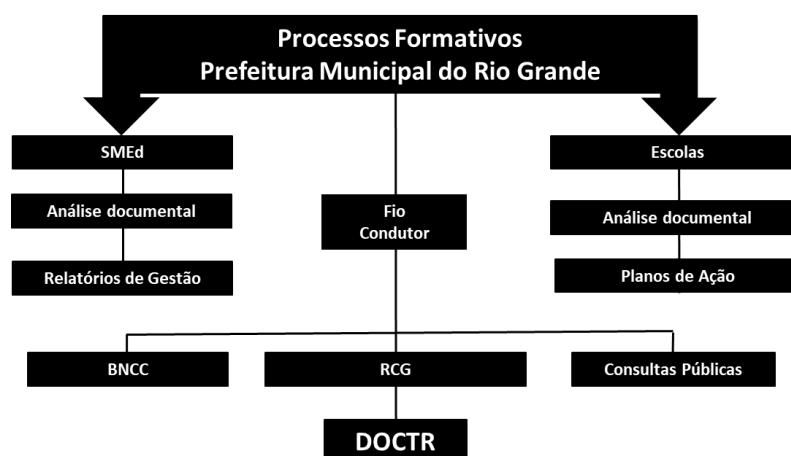 Processos Formativos
Prefeitura Municipal do Rio Grande
SMEd
Escolas
Análise documental
Fio
Condutor
Análise documental
Relatórios de Gestão
Planos de Ação
BNCC
RCG
Consultas Públicas
DOCTR